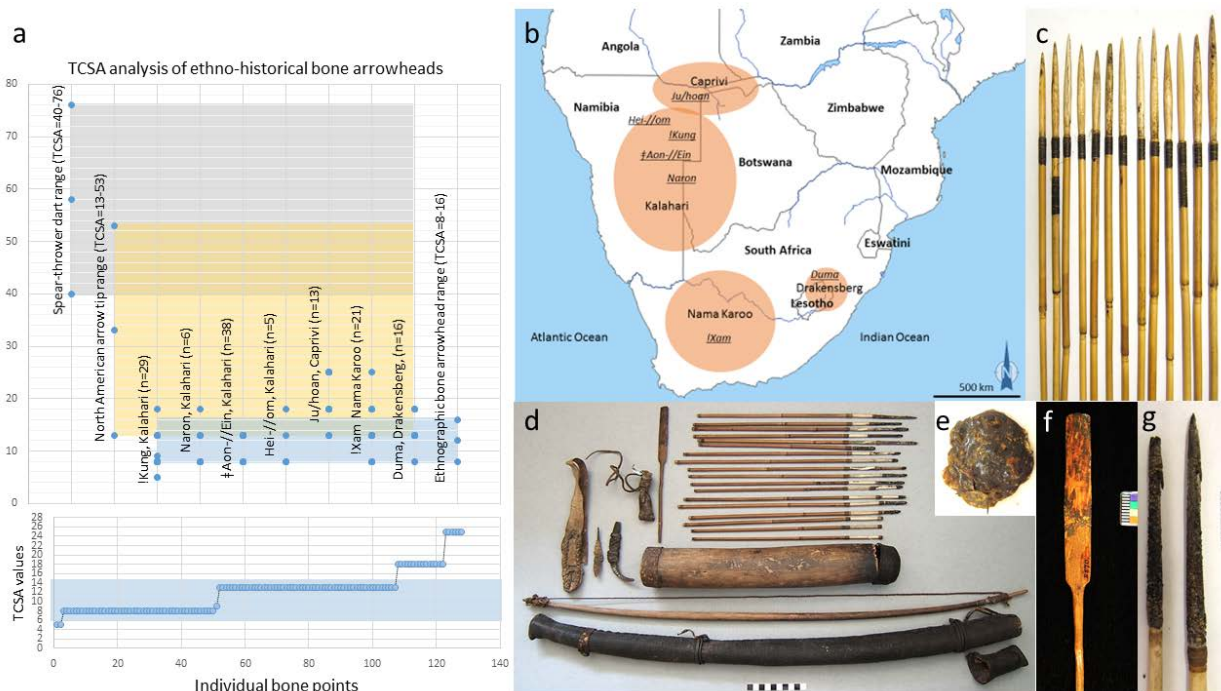 a
TCSA analysis of ethno-historical bone arrowheads
80
70
60
50
40
30
20
10
0
Spear-thrower dart range (TCSA=40-76)
North American arrow tip range (TCSA=13-53)
!Kung, Kalahari (n=29)
Naron, Kalahari (n=6)
ǂAon-//Ein, Kalahari (n=38)
Hei-//om, Kalahari (n=5)
Ju/hoan, Caprivi (n=13)
!Xam Nama Karoo (n=21)
Duma, Drakensberg, (n=16)
Ethnographic bone arrowhead range (TCSA=8-16)
TCSA values
28
26
24
22
20
18
16
14
12
10
8
6
4
2
0
0
20
40
60
80
100
120
140
Individual bone points
b
Angola
Zambia
Caprivi
Ju/hoan
Namibia
Zimbabwe
Hei-//om
!Kung
ǂAon-//Ein
Botswana
Mozambique
Naron
Kalahari
South Africa
Eswatini
Duma
Drakensberg
Lesotho
Nama Karoo
!Xam
Atlantic Ocean
Indian Ocean
N
500 km
c
d
e
f
g